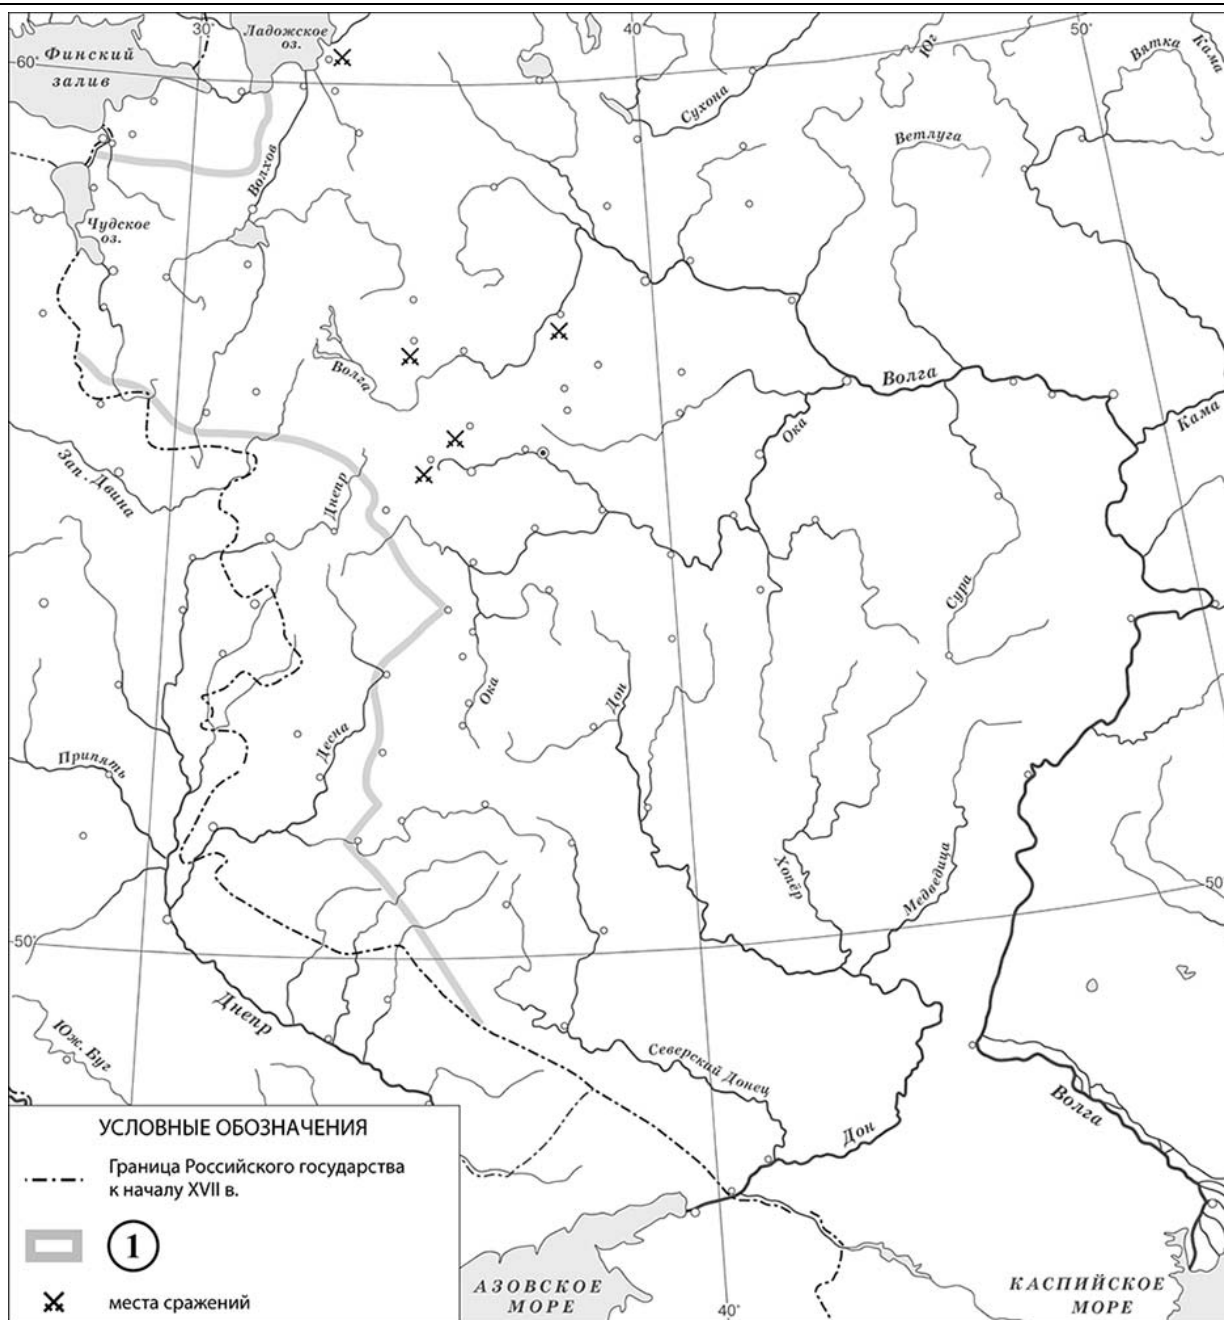 30°
Ладожское
оз.
40°
50°
Финский
залив
60°
Юг
Вятка
Кама
Сухона
Ветлуга
Волхов
Чудское
оз.
Волга
Волга
Кама
Ока
Зап. Двина
Днепр
Сура
Ока
Дон
Десна
Припять
Хопёр
Медведица
50°
50°
Днепр
Юж. Буг
Северский Донец
Дон
Волга
УСЛОВНЫЕ ОБОЗНАЧЕНИЯ
Граница Российского государства
к началу XVII в.
1
места сражений
АЗОВСКОЕ
МОРЕ
40°
КАСПИЙСКОЕ
МОРЕ